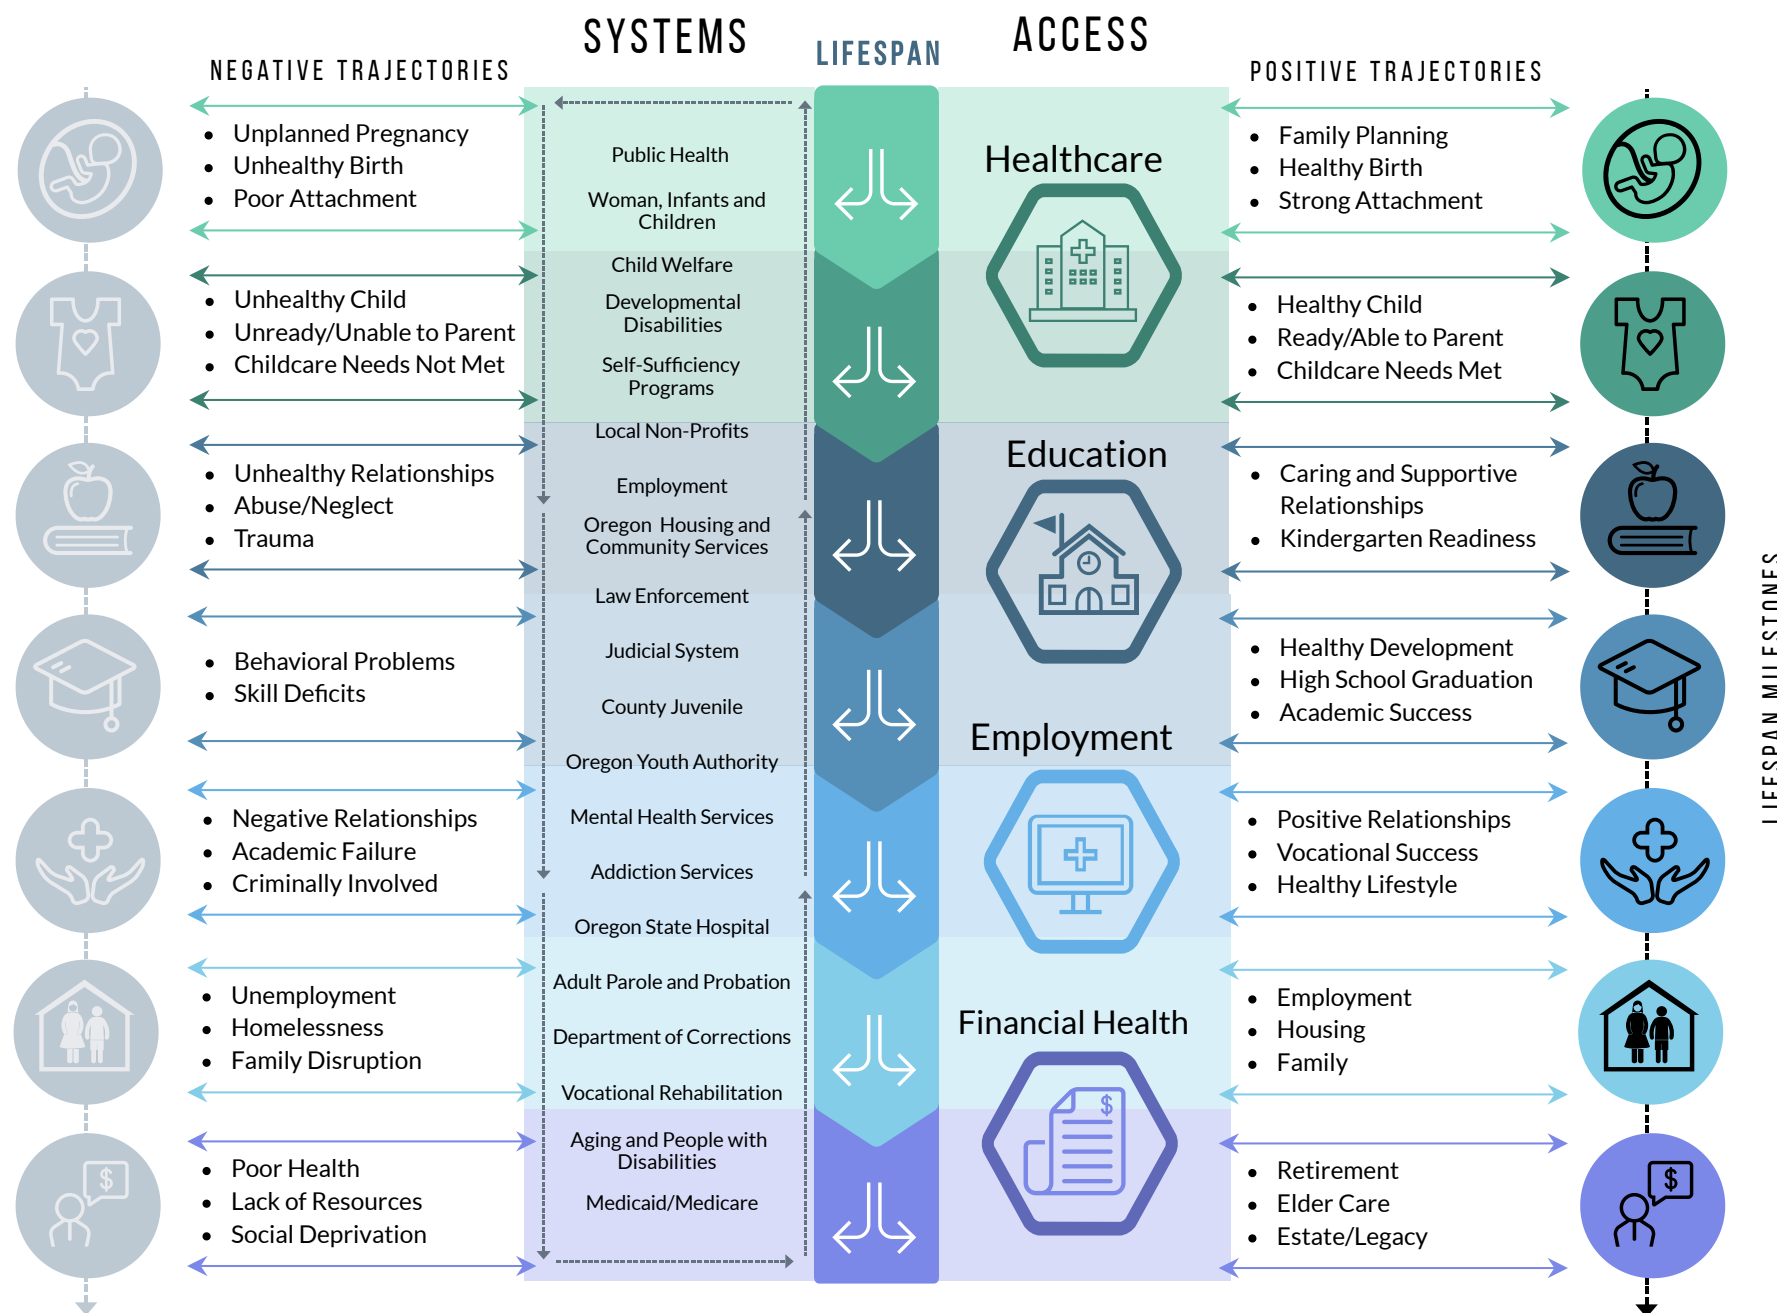 SYSTEMS
LIFESPAN
ACCESS
NEGATIVE TRAJECTORIES
POSITIVE TRAJECTORIES
• Unplanned Pregnancy
• Unhealthy Birth
• Poor Attachment
• Unhealthy Child
• Unready/Unable to Parent
• Childcare Needs Not Met
• Unhealthy Relationships
• Abuse/Neglect
• Trauma
• Behavioral Problems
• Skill Deficits
• Negative Relationships
• Academic Failure
• Criminally Involved
• Unemployment
• Homelessness
• Family Disruption
• Poor Health
• Lack of Resources
• Social Deprivation
Public Health
Woman, Infants and
Children
Child Welfare
Developmental
Disabilities
Self-Sufficiency
Programs
Local Non-Profits
Employment
Oregon Housing and
Community Services
Law Enforcement
Judicial System
County Juvenile
Oregon Youth Authority
Mental Health Services
Addiction Services
Oregon State Hospital
Adult Parole and Probation
Department of Corrections
Vocational Rehabilitation
Aging and People with
Disabilities
Medicaid/Medicare
Healthcare
Education
Employment
Financial Health
$
• Family Planning
• Healthy Birth
• Strong Attachment
• Healthy Child
• Ready/Able to Parent
• Childcare Needs Met
• Caring and Supportive
Relationships
• Kindergarten Readiness
• Healthy Development
• High School Graduation
• Academic Success
• Positive Relationships
• Vocational Success
• Healthy Lifestyle
• Employment
• Housing
• Family
• Retirement
• Elder Care
• Estate/Legacy
$
$
LIFESPAN MILESTONES